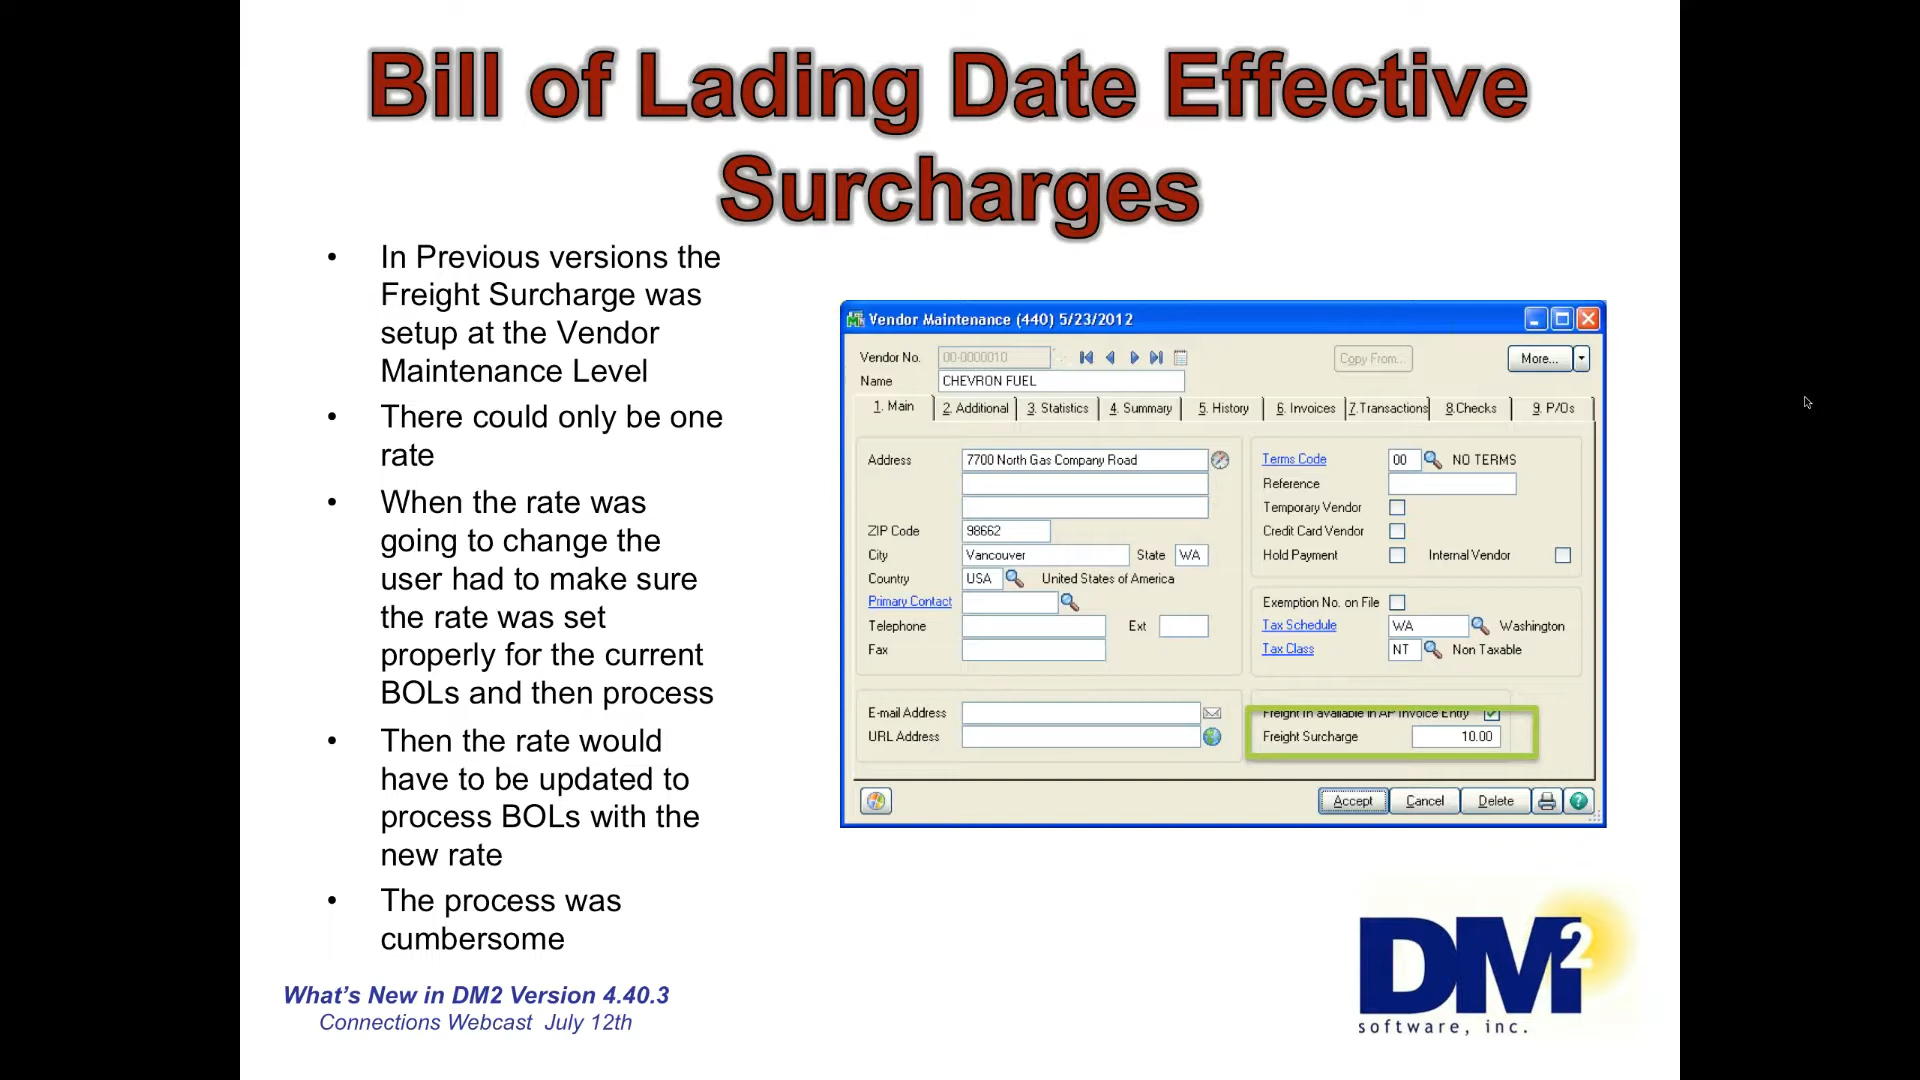 Bill of Lading Date Effective
Surcharges
• In Previous versions the
Freight Surcharge was
setup at the Vendor
Maintenance Level
• There could only be one
rate
• When the rate was
going to change the
user had to make sure
the rate was set
properly for the current
BOLs and then process
• Then the rate would
have to be updated to
process BOLs with the
new rate
• The process was
cumbersome
Vendor Maintenance (440) 5/23/2012
Vendor No. 00-0000010 Copy From... More...
Name CHEVRON FUEL
1. Main 2. Additional 3. Statistics 4. Summary 5. History 6. Invoices 7.Transactions 8.Checks 9. P/Os
Address 7700 North Gas Company Road
ZIP Code 98662
City Vancouver State WA
Country USA United States of America
Primary Contact
Telephone Ext
Fax
E-mail Address
URL Address
Terms Code 00 NO TERMS
Reference
Temporary Vendor
Credit Card Vendor
Hold Payment Internal Vendor
Exemption No. on File
Tax Schedule WA Washington
Tax Class NT Non Taxable
Freight In available in AP Invoice Entry
Freight Surcharge 10.00
Accept Cancel Delete
What's New in DM2 Version 4.40.3
Connections Webcast July 12th
DM2
software, inc.